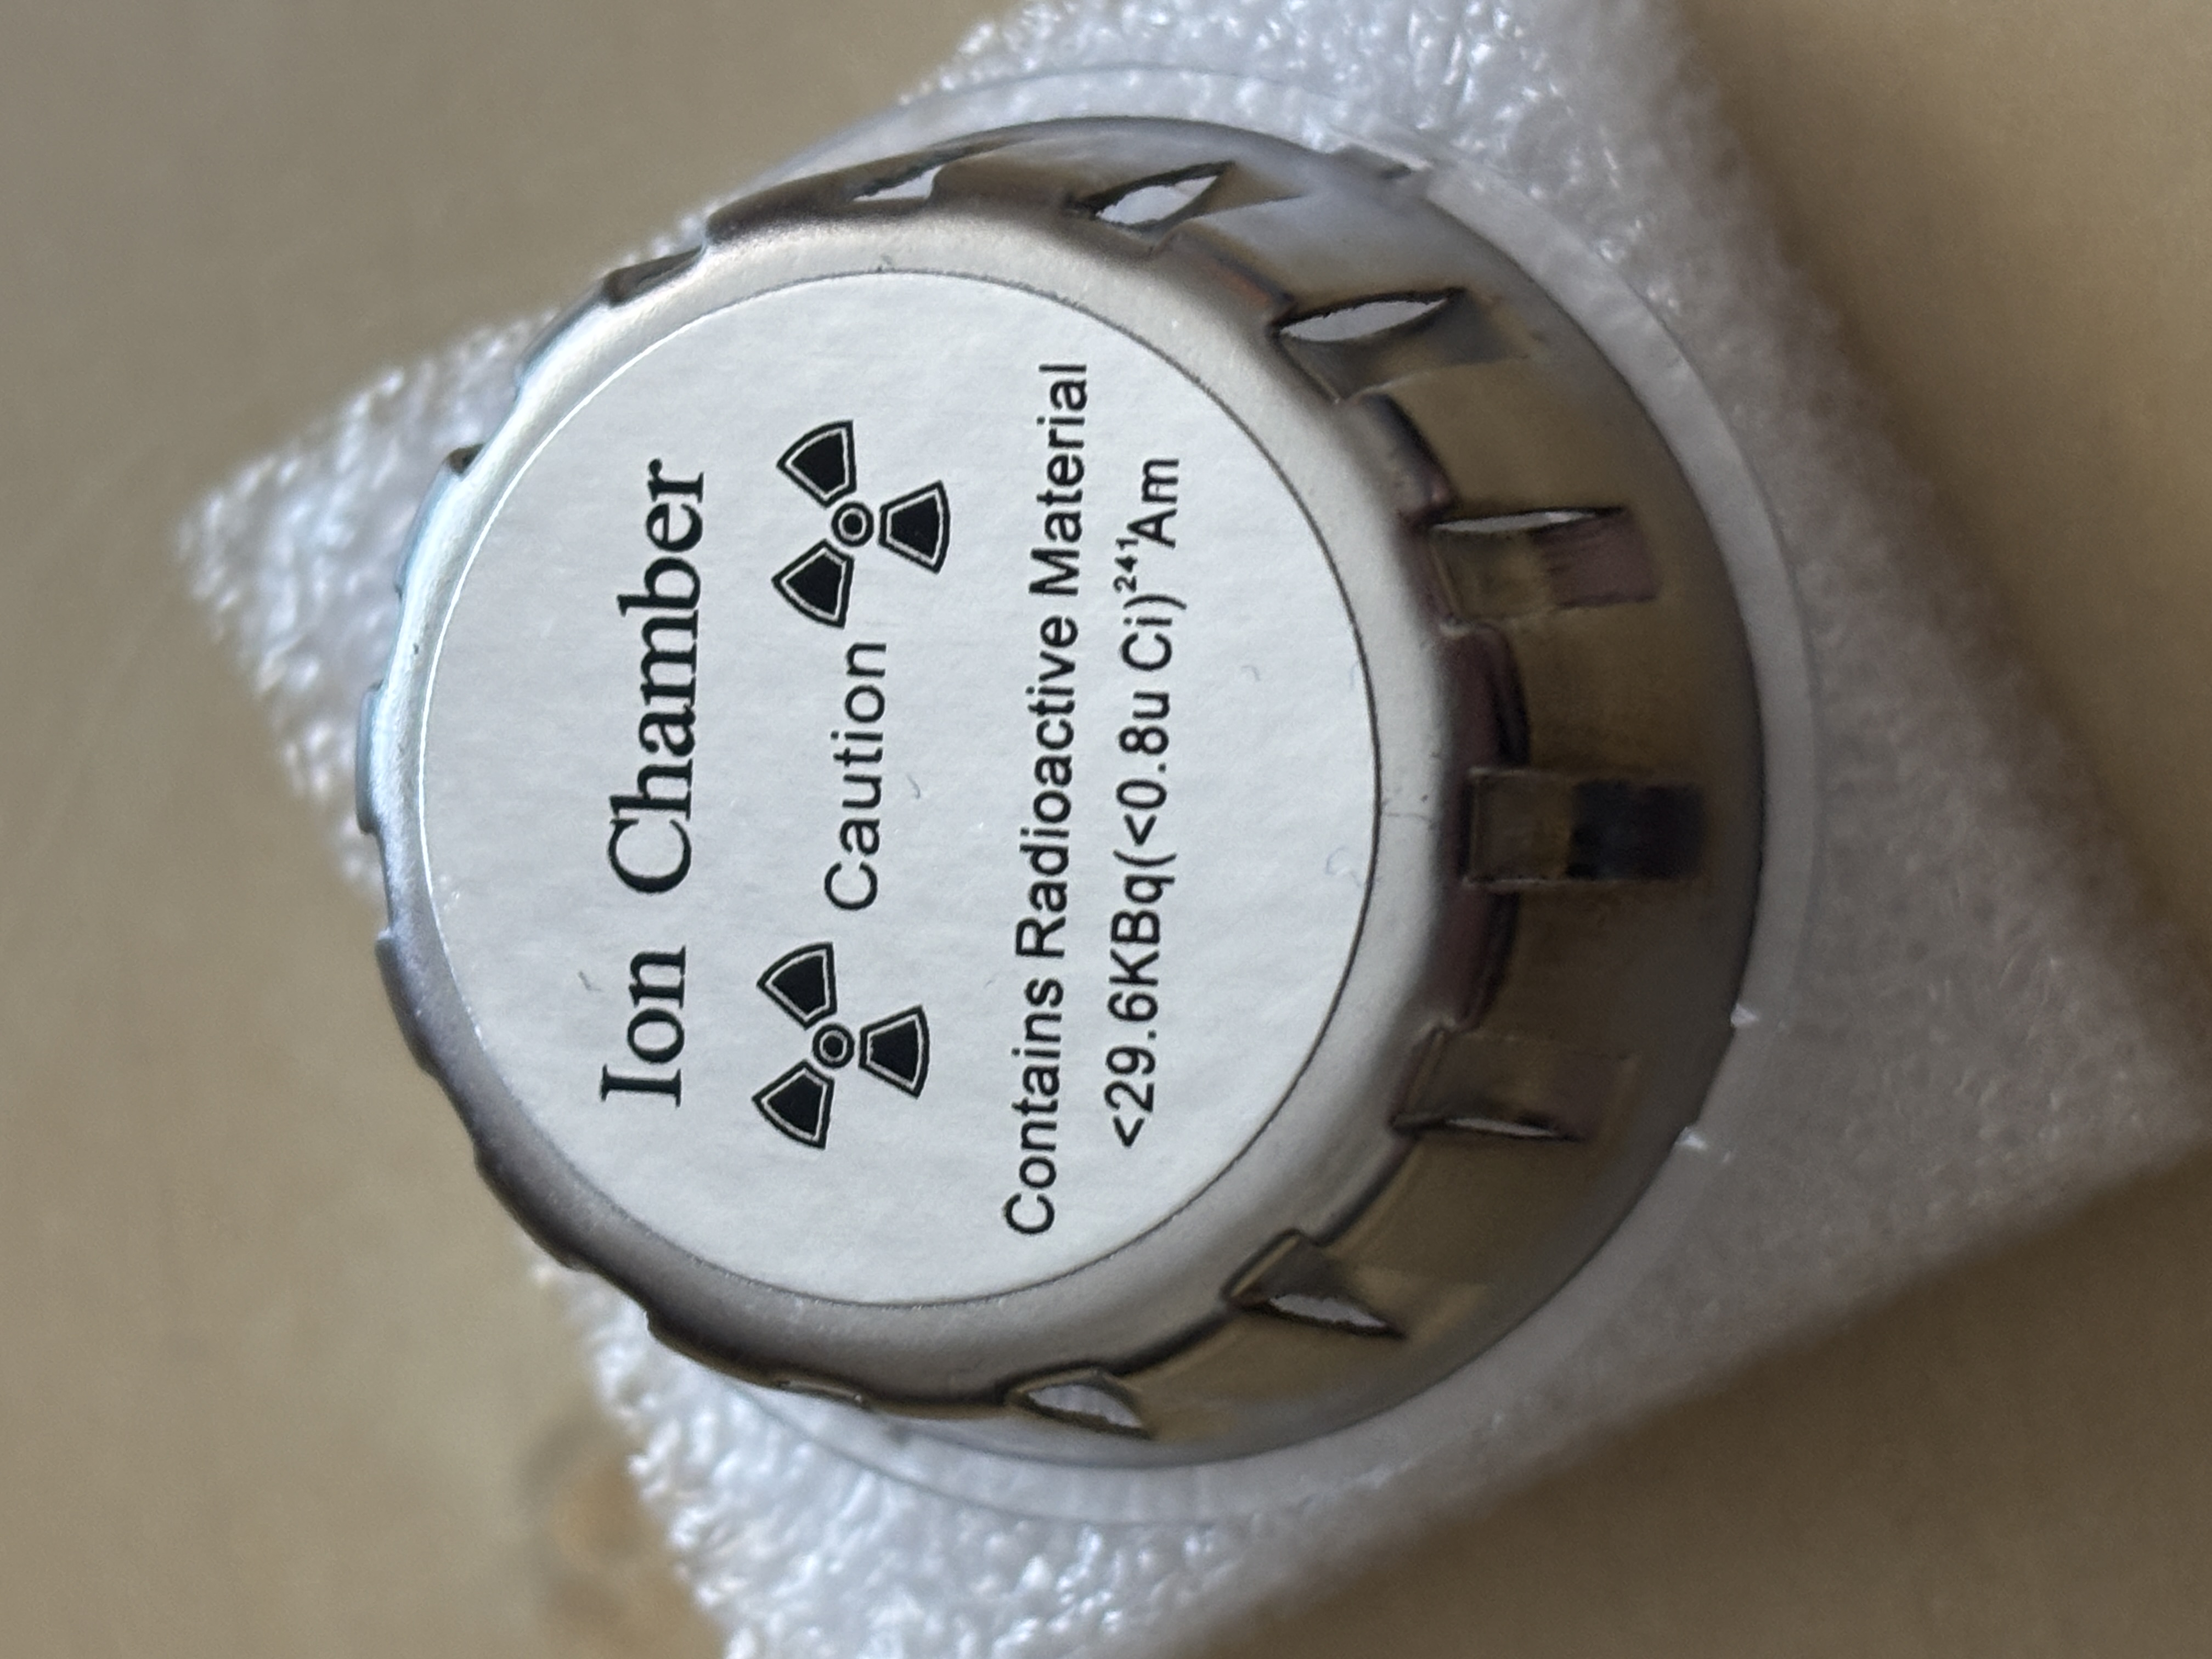 Ion Chamber
Caution
Contains Radioactive Material
<29.6KBq(<0.8u Ci)²⁴¹Am